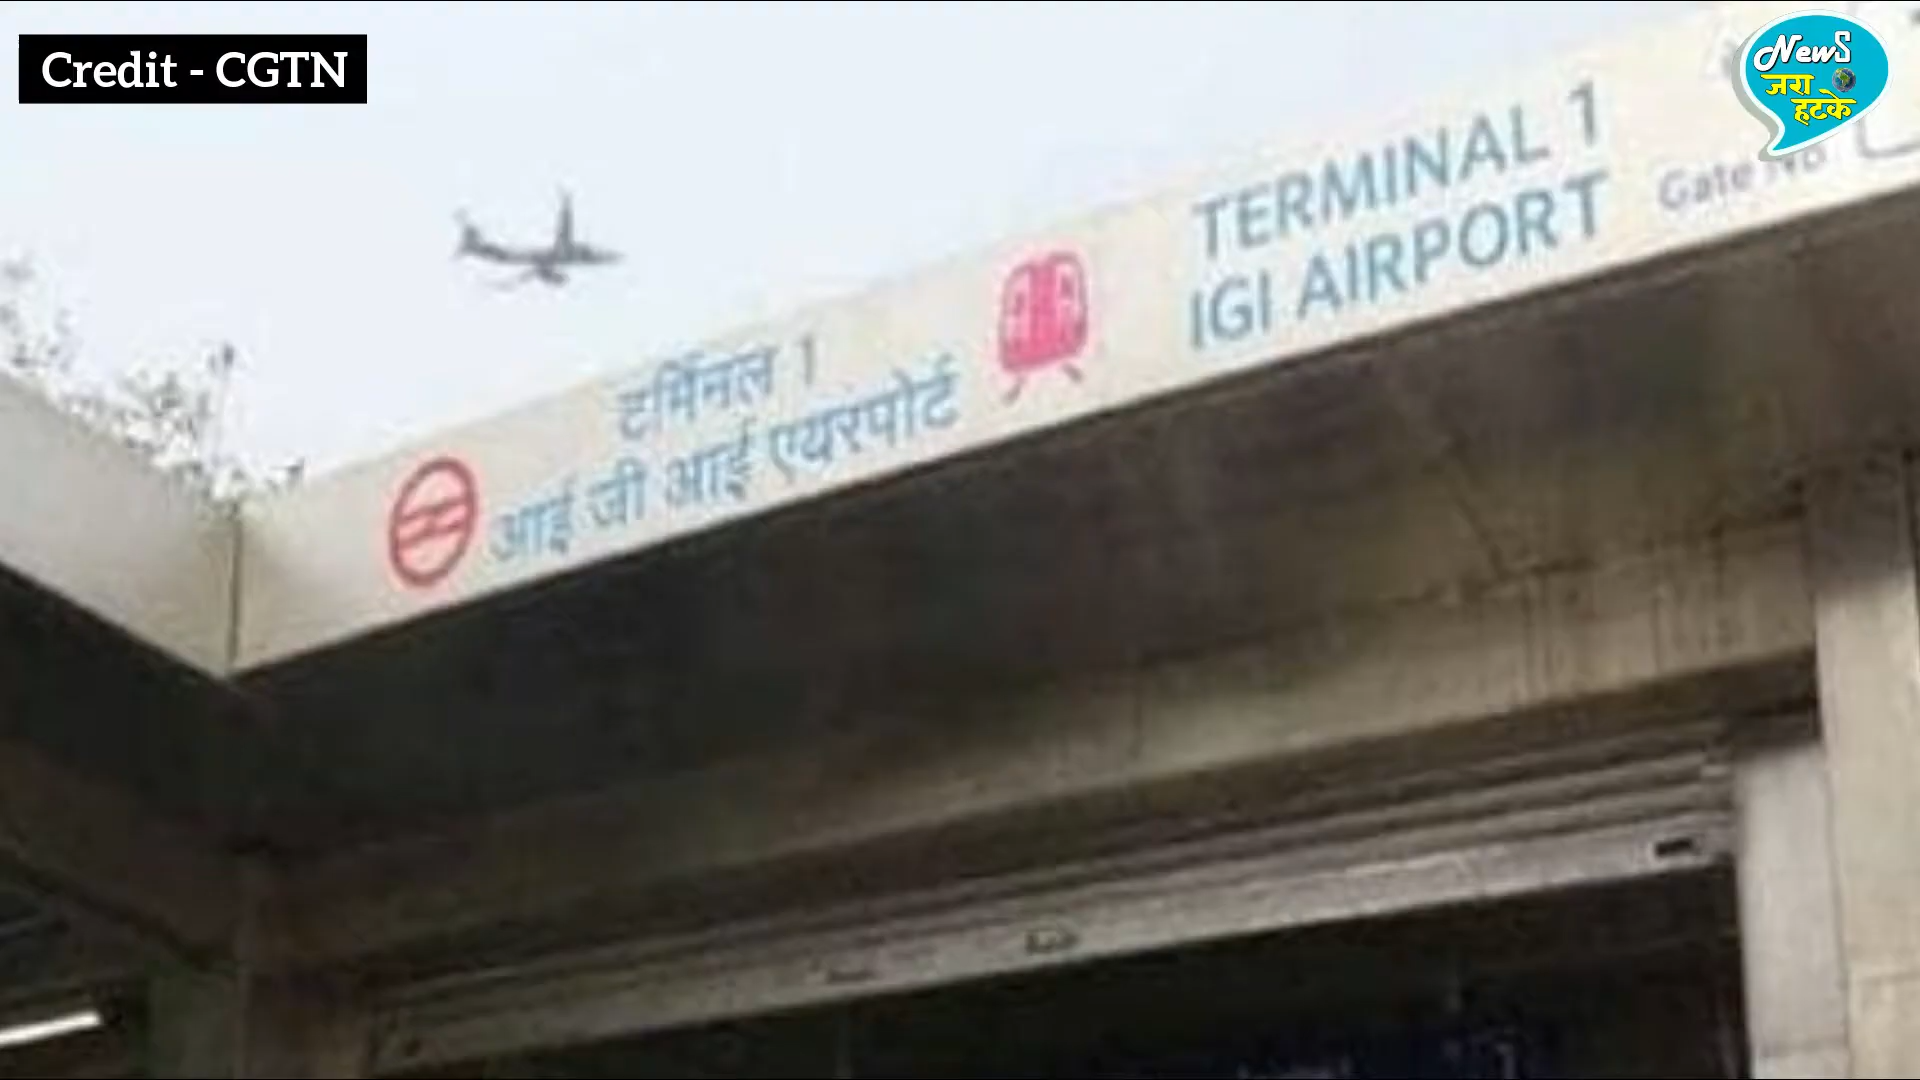 Credit - CGTN
NewS
जरा
हटके
टर्मिनल 1
आई जी आई एयरपोर्ट
TERMINAL 1
IGI AIRPORT
Gate No